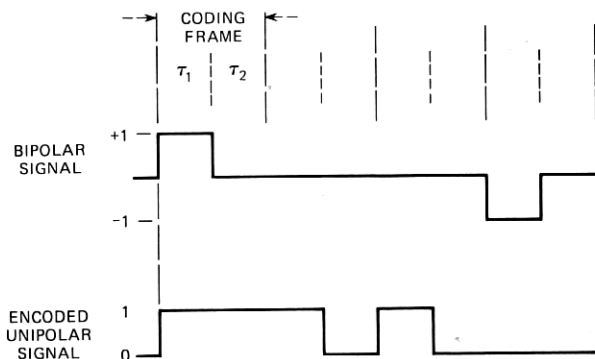 CODING
FRAME
τ1 τ2
+1
BIPOLAR
SIGNAL
−1
ENCODED
UNIPOLAR
SIGNAL
1
0